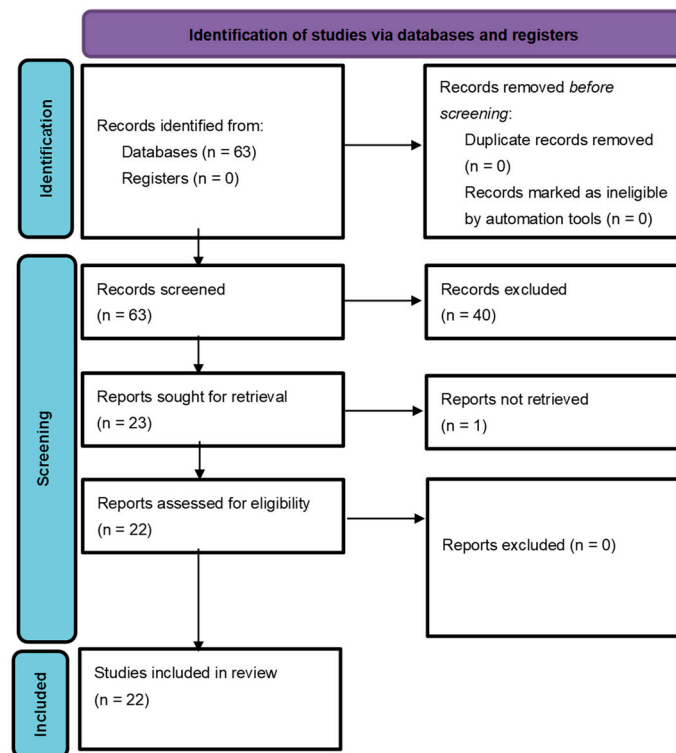 Identification of studies via databases and registers
Identification
Records identified from:
Databases (n = 63)
Registers (n = 0)
Records removed before
screening:
Duplicate records removed
(n = 0)
Records marked as ineligible
by automation tools (n = 0)
Screening
Records screened
(n = 63)
Records excluded
(n = 40)
Reports sought for retrieval
(n = 23)
Reports not retrieved
(n = 1)
Reports assessed for eligibility
(n = 22)
Reports excluded (n = 0)
Included
Studies included in review
(n = 22)